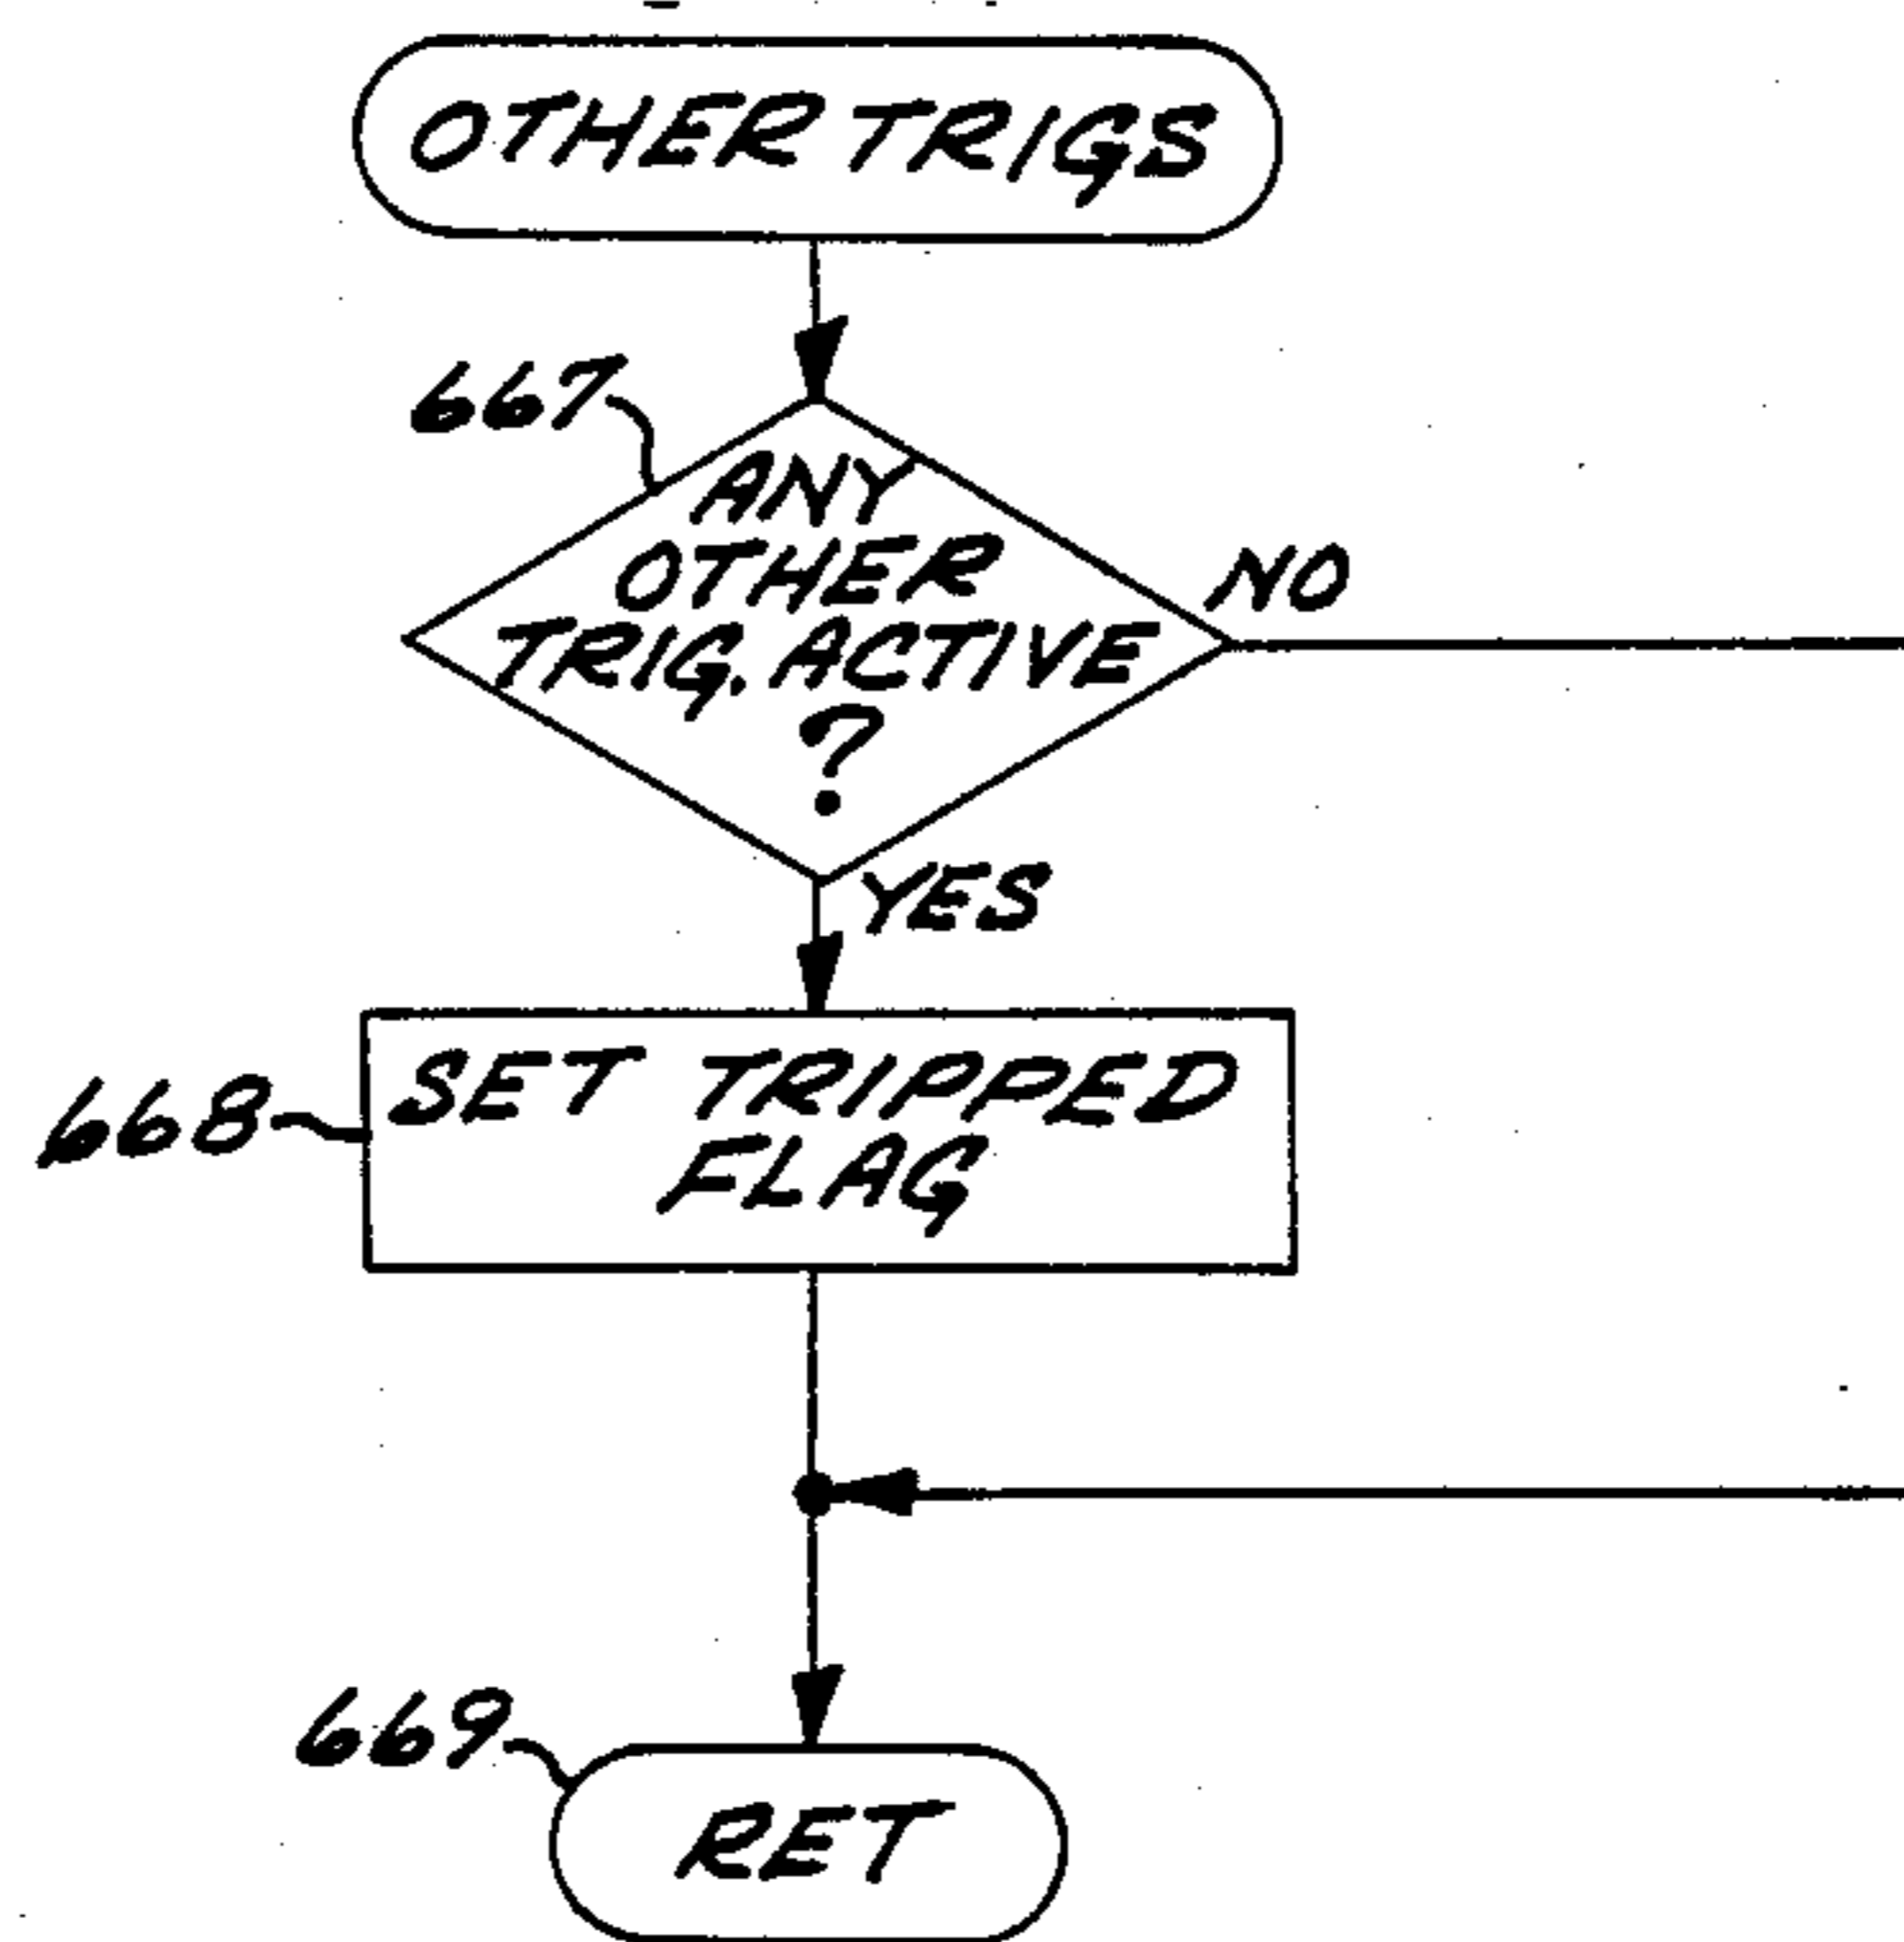 OTHER TRIGS
667
ANY
OTHER
TRIG. ACTIVE
?
NO
YES
668
SET TRIPPED
FLAG
669
RET